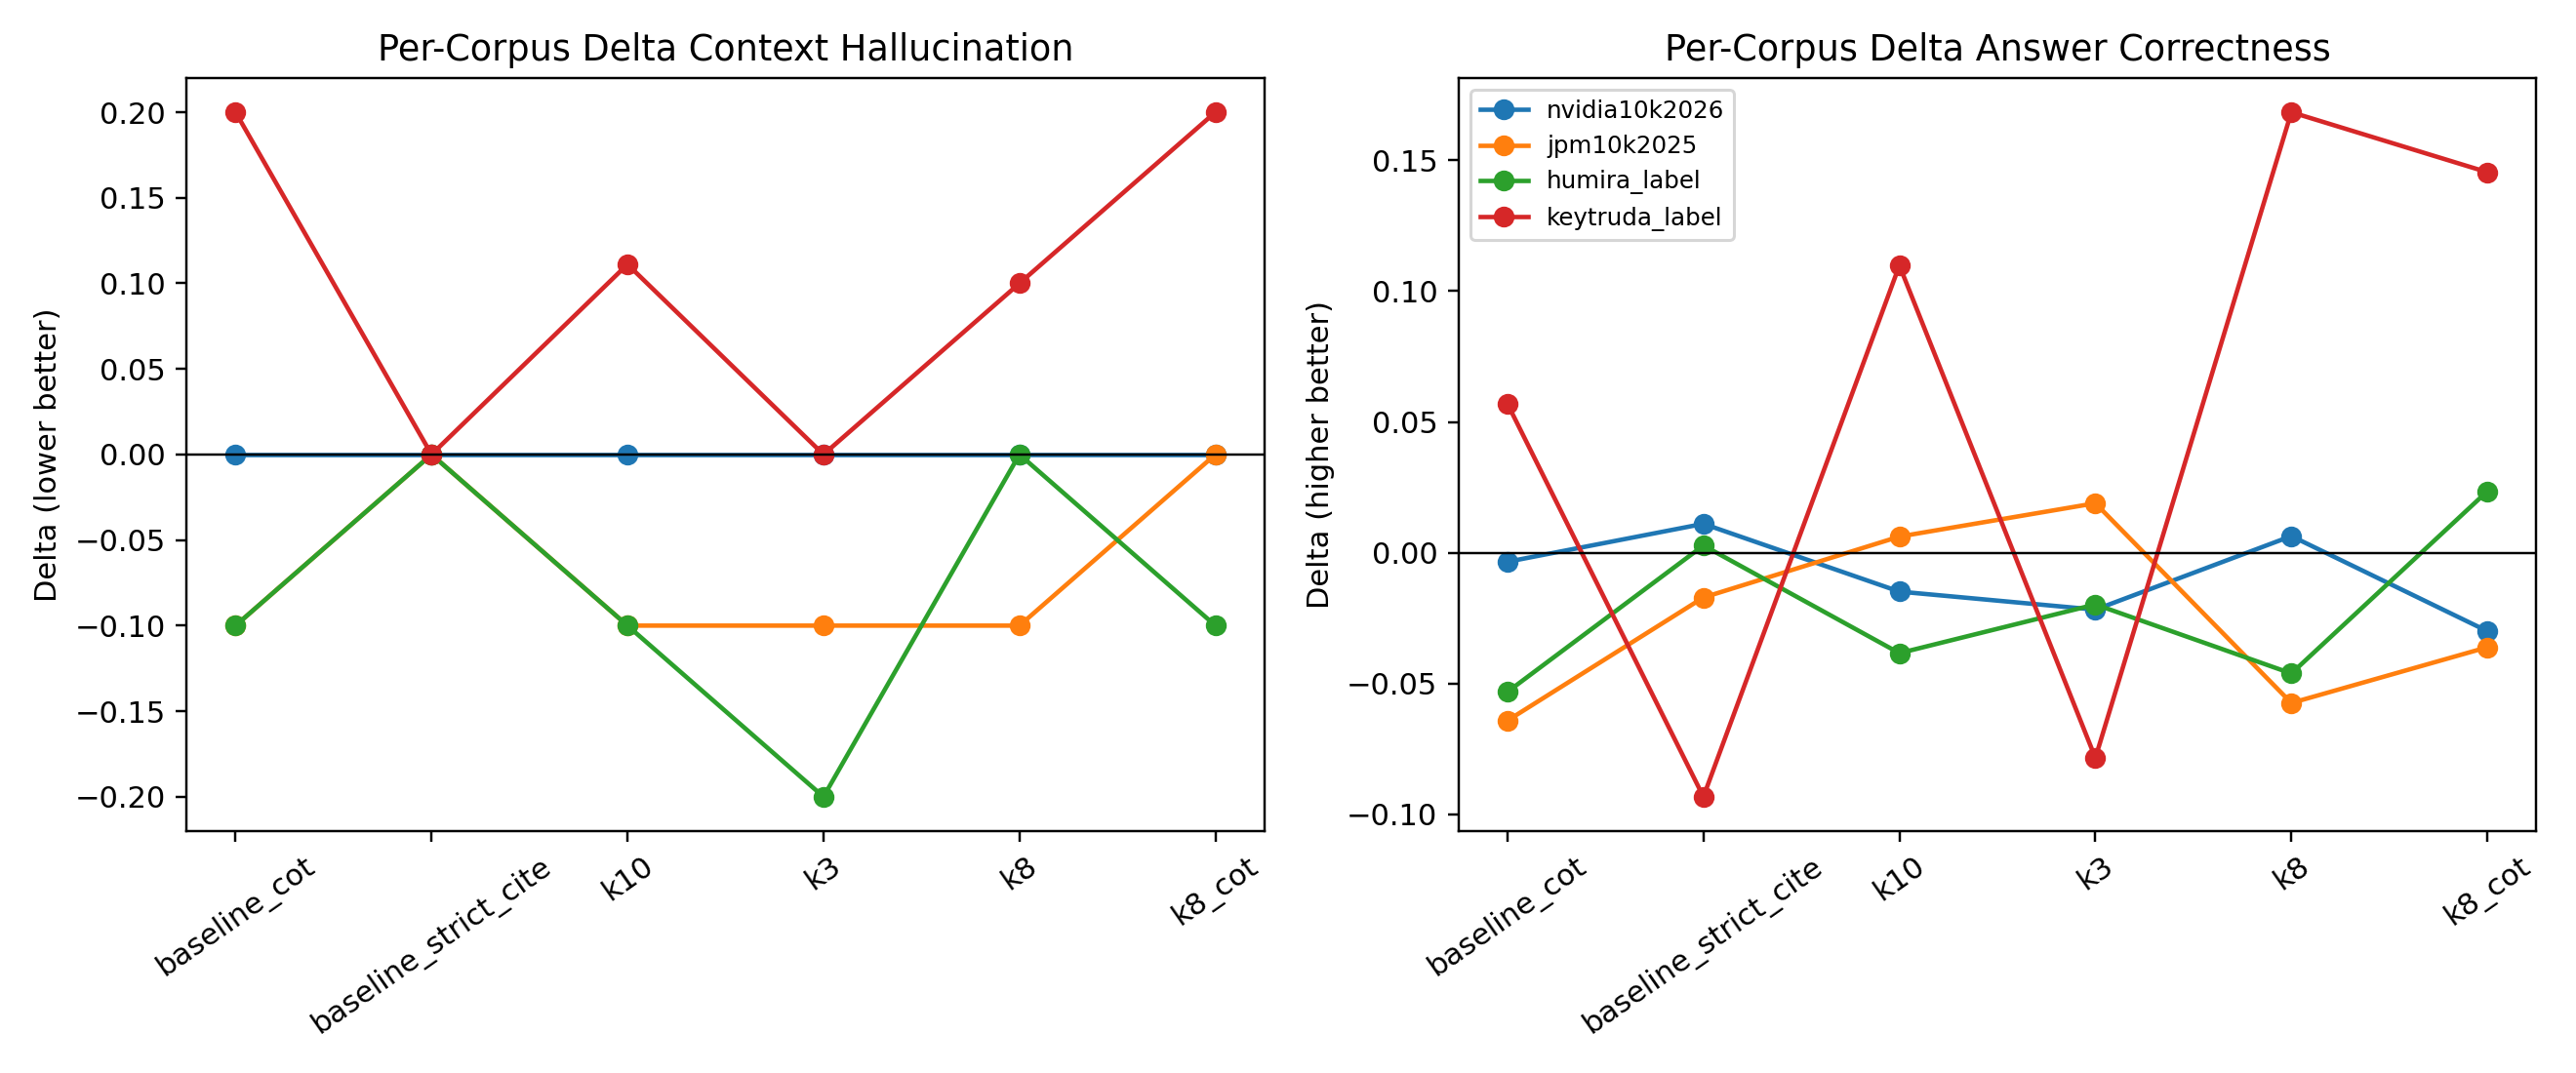 Per-Corpus Delta Context Hallucination
Delta (lower better)
0.20
0.15
0.10
0.05
0.00
−0.05
−0.10
−0.15
−0.20
baseline_cot
baseline_strict_cite
k10
k3
k8
k8_cot
Per-Corpus Delta Answer Correctness
Delta (higher better)
nvidia10k2026
jpm10k2025
humira_label
keytruda_label
0.15
0.10
0.05
0.00
−0.05
−0.10
baseline_cot
baseline_strict_cite
k10
k3
k8
k8_cot